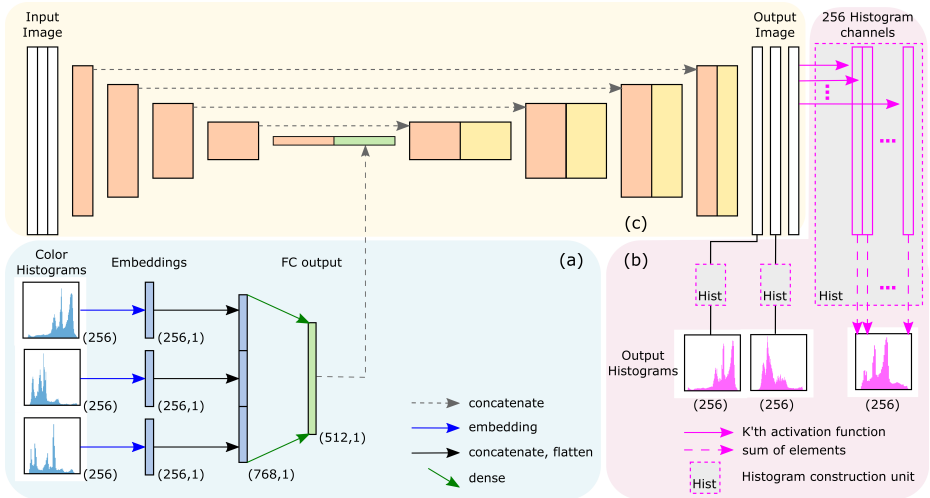 Input
Image
Output
Image
256 Histogram
channels
(c)
Color
Histograms
Embeddings
FC output
(a)
(b)
Hist
Hist
Hist
(256)
(256,1)
(256)
(256,1)
(256)
(256,1)
(768,1)
(512,1)
Output
Histograms
(256)
(256)
(256)
concatenate
embedding
concatenate, flatten
dense
K'th activation function
sum of elements
Hist
Histogram construction unit